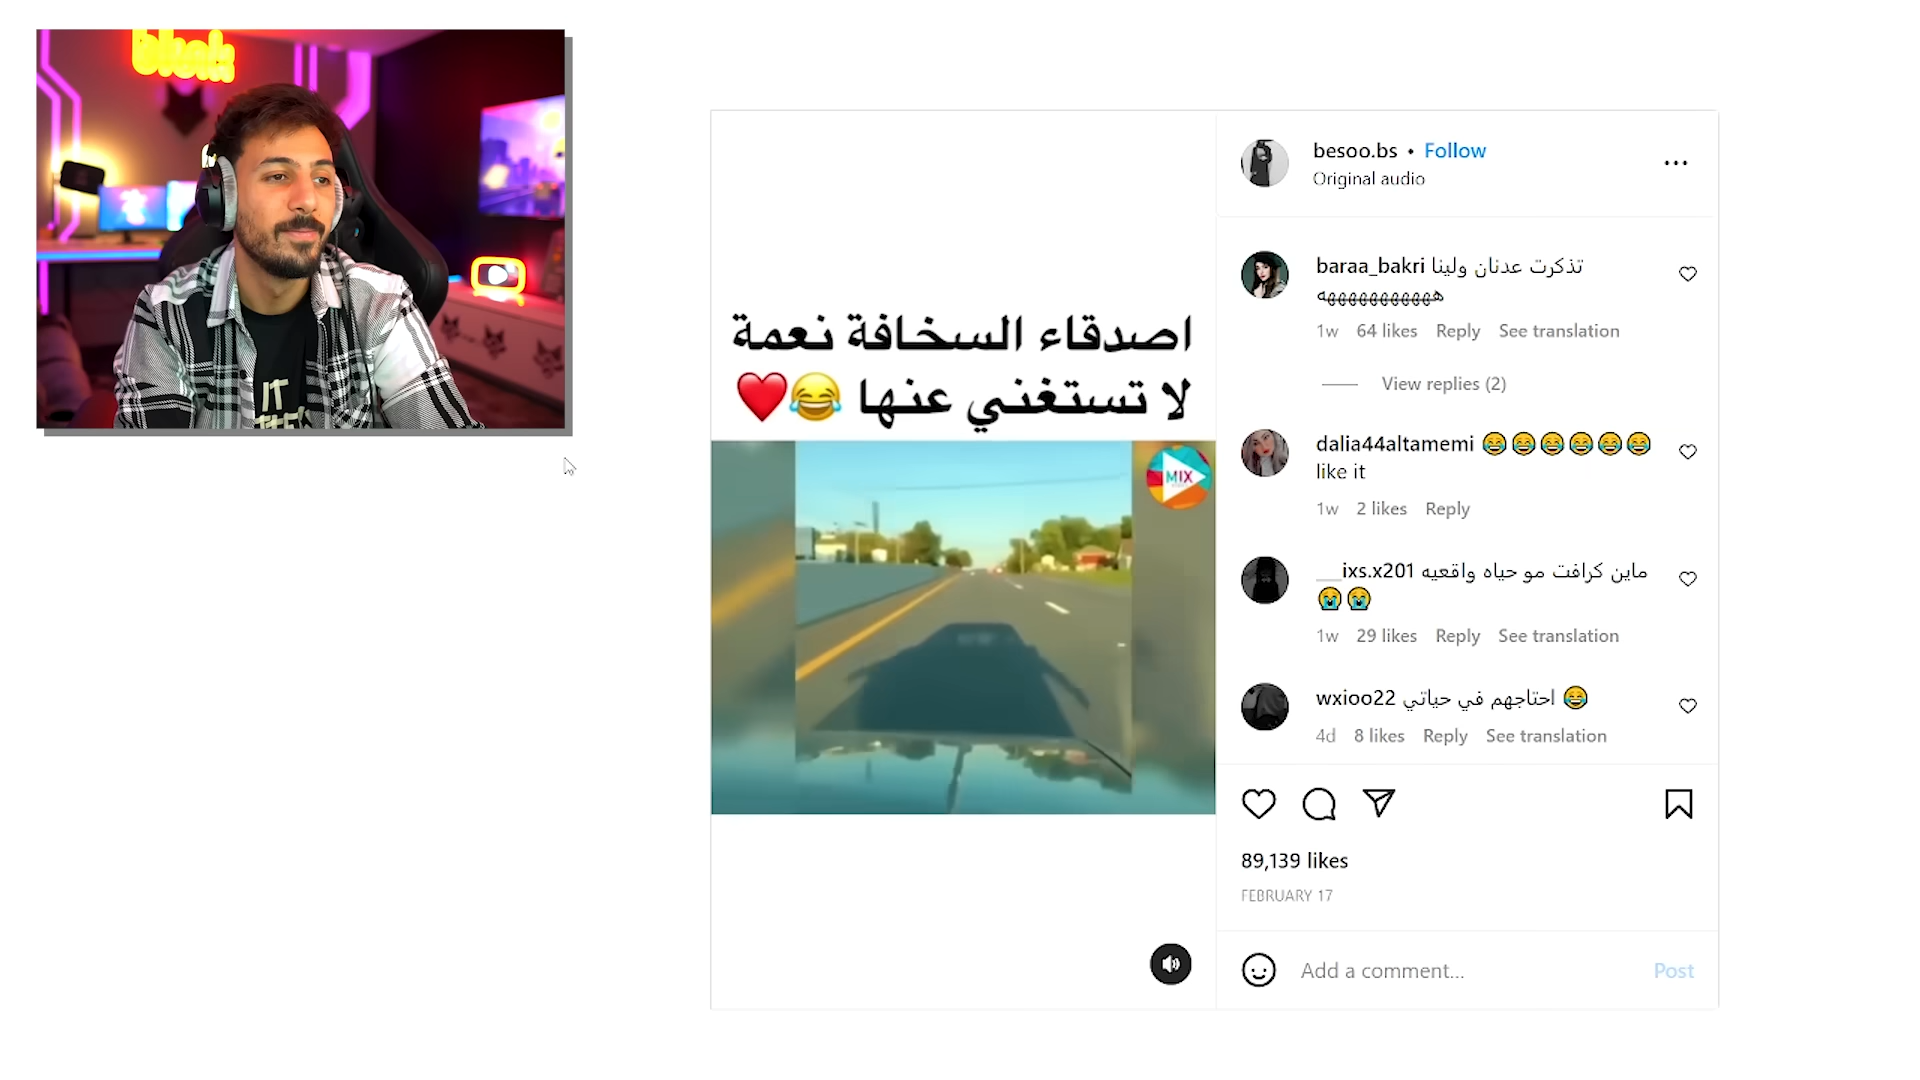 اصدقاء السخافة نعمة
لا تستغني عنها 😂❤️
MIX
IT
besoo.bs • Follow
Original audio
baraa_bakri تذكرت عدنان ولينا
ههههههههههههه
1w 64 likes Reply See translation
View replies (2)
dalia44altamemi 😂😂😂😂😂😂
like it
1w 2 likes Reply
__ixs.x201 ماين كرافت مو حياه واقعيه
😭😭
1w 29 likes Reply See translation
wxioo22 احتاجهم في حياتي 😂
4d 8 likes Reply See translation
89,139 likes
FEBRUARY 17
Add a comment... Post